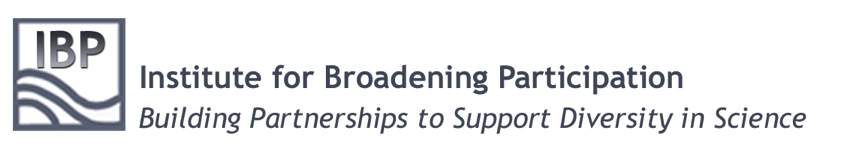 IBP
Institute for Broadening Participation
Building Partnerships to Support Diversity in Science